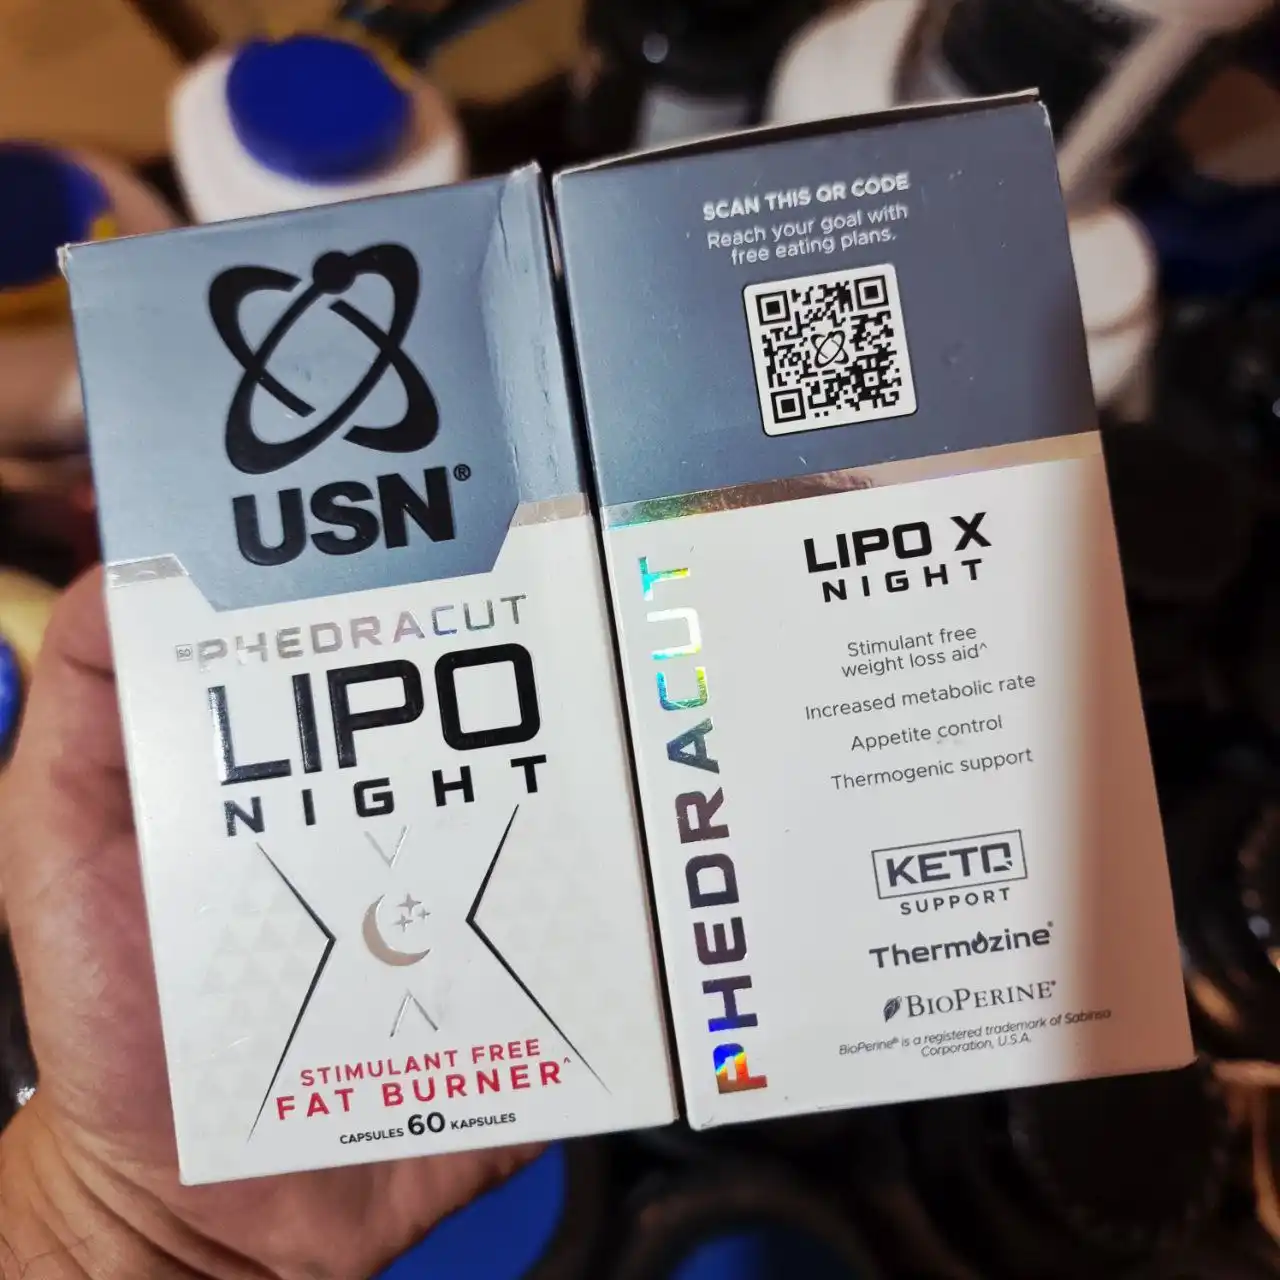 USN®
SO PHEDRACUT
LIPO
NIGHT
X
STIMULANT FREE
FAT BURNER^
CAPSULES 60 KAPSULES
SCAN THIS QR CODE
Reach your goal with
free eating plans.
PHEDRACUT
LIPO X
NIGHT
Stimulant free
weight loss aid^
Increased metabolic rate
Appetite control
Thermogenic support
KETO
SUPPORT
Thermozine®
BIOPERINE®
BioPerine® is a registered trademark of Sabinsa
Corporation, U.S.A.